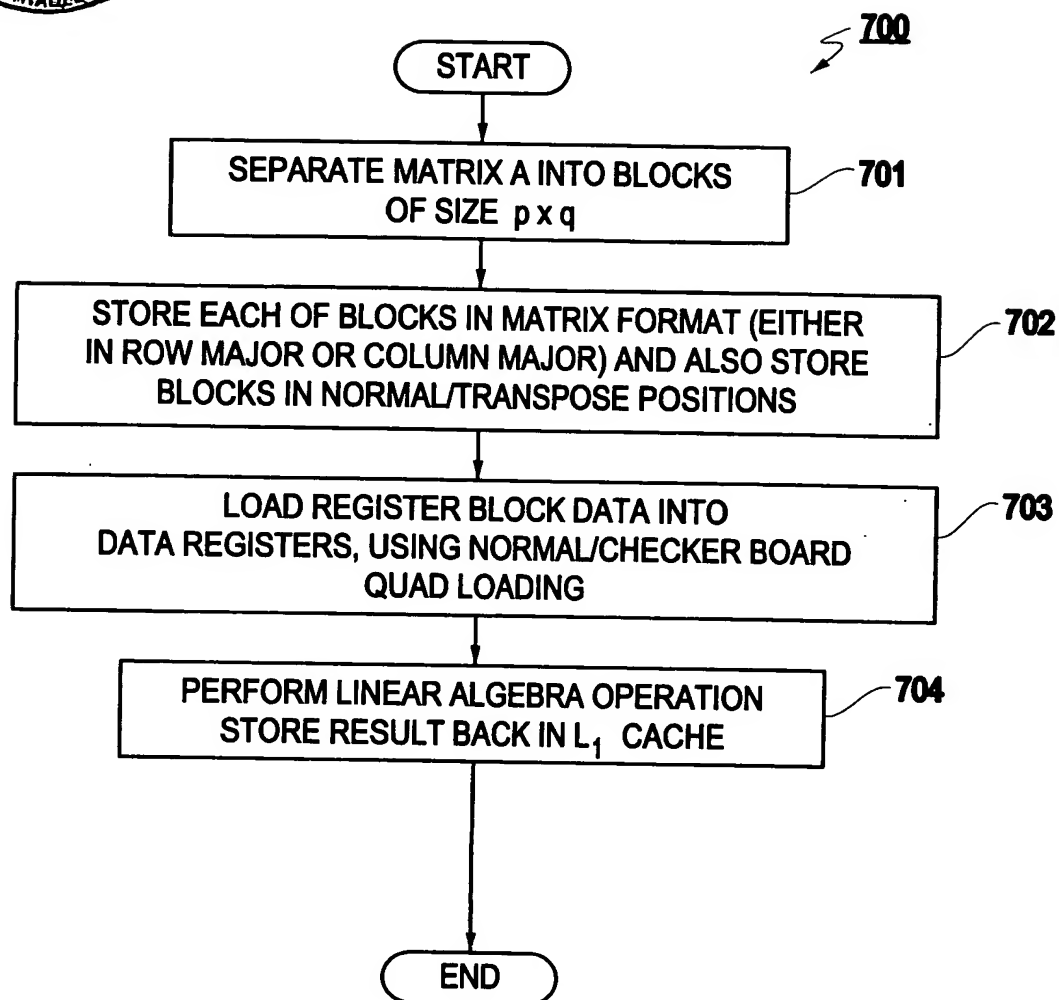 700
START
SEPARATE MATRIX A INTO BLOCKS
OF SIZE p x q
701
STORE EACH OF BLOCKS IN MATRIX FORMAT (EITHER
IN ROW MAJOR OR COLUMN MAJOR) AND ALSO STORE
BLOCKS IN NORMAL/TRANSPOSE POSITIONS
702
LOAD REGISTER BLOCK DATA INTO
DATA REGISTERS, USING NORMAL/CHECKER BOARD
QUAD LOADING
703
PERFORM LINEAR ALGEBRA OPERATION
STORE RESULT BACK IN L₁ CACHE
704
END